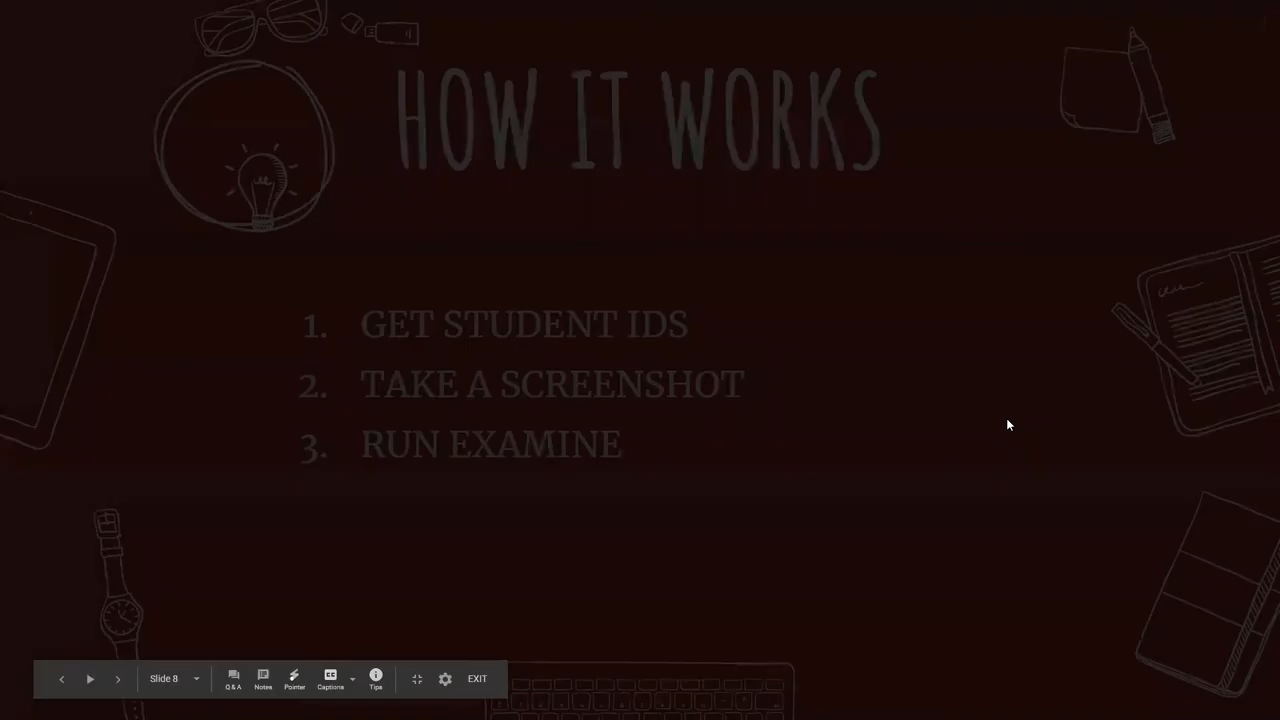 HOW IT WORKS
1. GET STUDENT IDS
2. TAKE A SCREENSHOT
3. RUN EXAMINE
Slide 8
Q & A
Notes
Pointer
Captions
Tips
EXIT